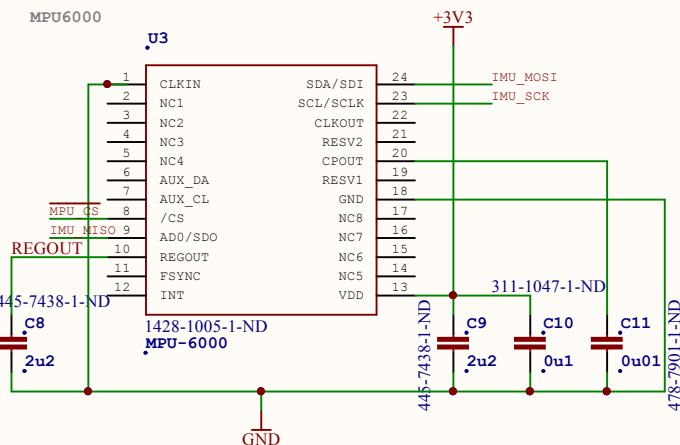 MPU6000
+3V3
U3
1 CLKIN SDA/SDI 24 IMU_MOSI
2 NC1 SCL/SCLK 23 IMU_SCK
3 NC2 CLKOUT 22
4 NC3 RESV2 21
5 NC4 CPOUT 20
6 AUX_DA RESV1 19
7 AUX_CL GND 18
MPU_CS 8 /CS NC8 17
IMU_MISO 9 AD0/SDO NC7 16
REGOUT 10 REGOUT NC6 15
11 FSYNC NC5 14
12 INT VDD 13
445-7438-1-ND
311-1047-1-ND
1428-1005-1-ND
MPU-6000
C8
2u2
445-7438-1-ND
C9
2u2
C10
0u1
C11
0u01
478-7901-1-ND
GND